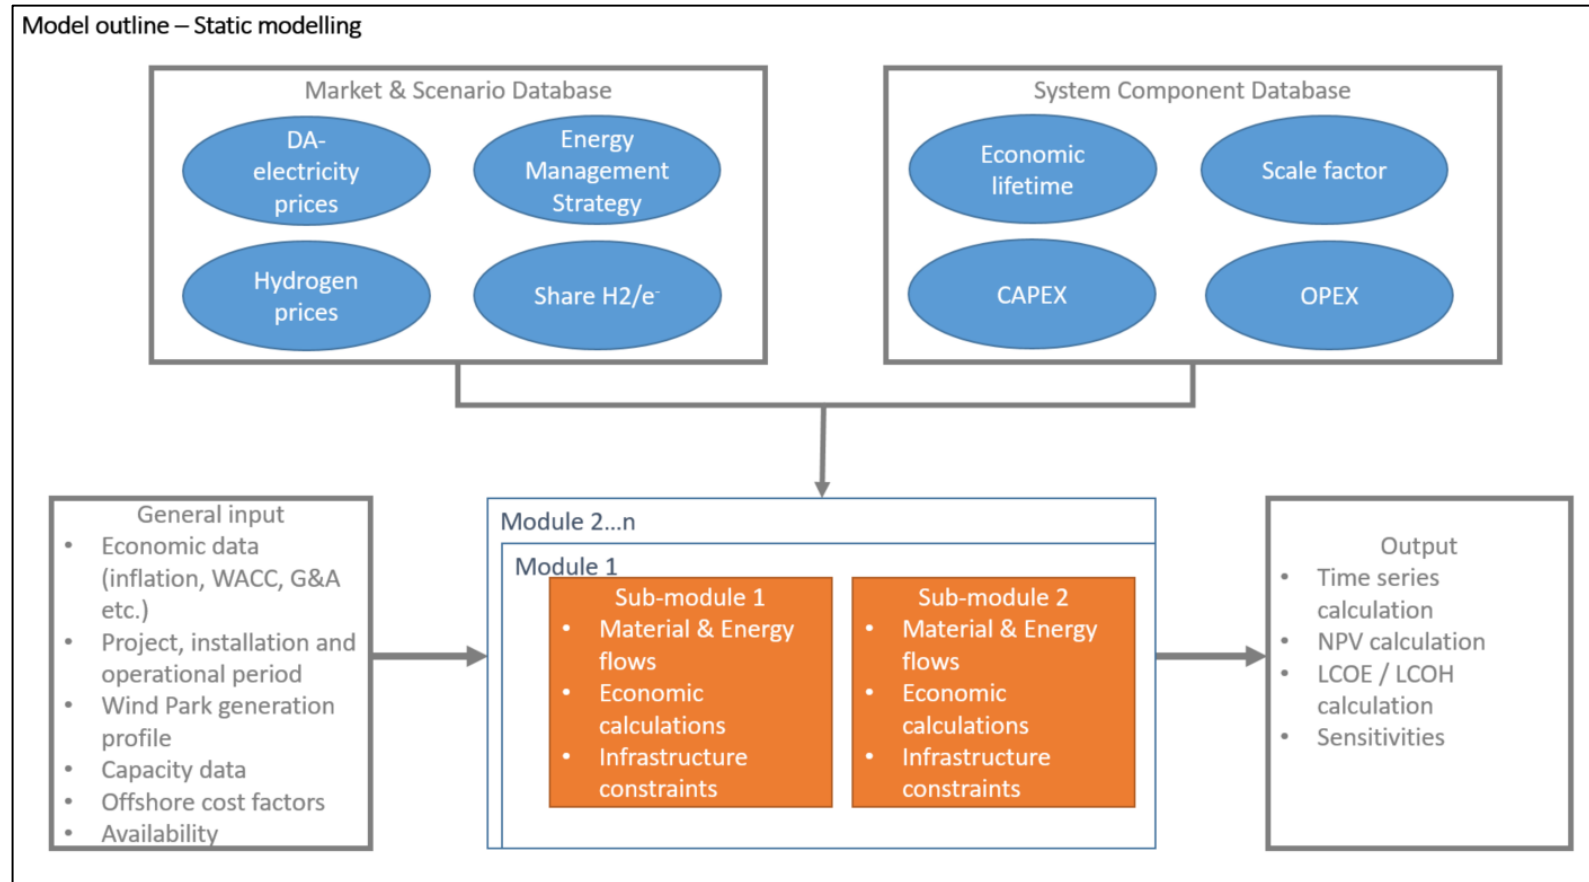 Model outline – Static modelling
Market & Scenario Database
DA-
electricity
prices
Energy
Management
Strategy
Hydrogen
prices
Share H2/e⁻
System Component Database
Economic
lifetime
Scale factor
CAPEX
OPEX
General input
• Economic data
(inflation, WACC, G&A
etc.)
• Project, installation and
operational period
• Wind Park generation
profile
• Capacity data
• Offshore cost factors
• Availability
Module 2...n
Module 1
Sub-module 1
• Material & Energy
flows
• Economic
calculations
• Infrastructure
constraints
Sub-module 2
• Material & Energy
flows
• Economic
calculations
• Infrastructure
constraints
Output
• Time series
calculation
• NPV calculation
• LCOE / LCOH
calculation
• Sensitivities